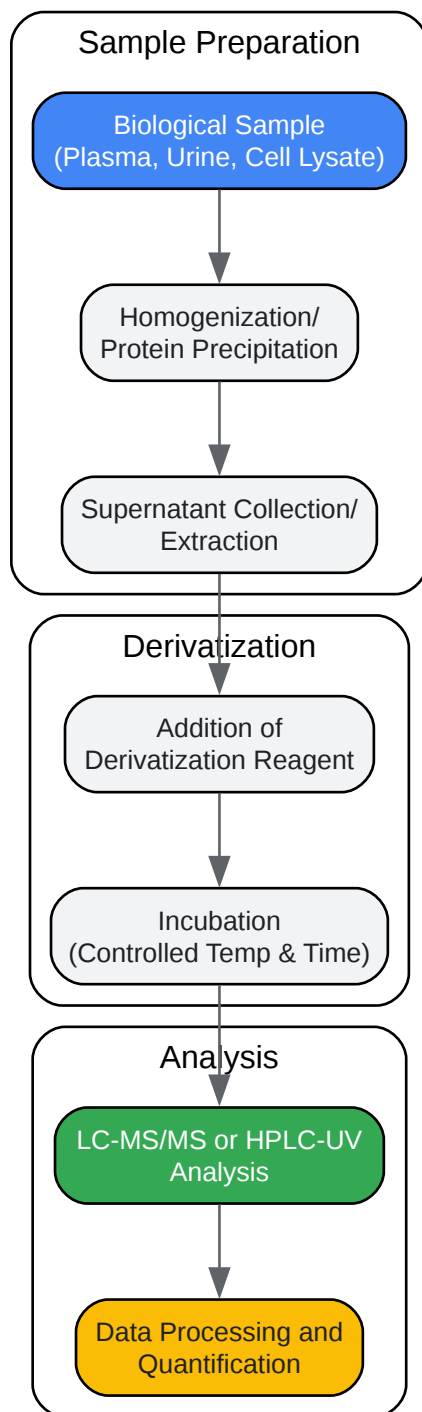 Sample Preparation
Biological Sample
(Plasma, Urine, Cell Lysate)
Homogenization/
Protein Precipitation
Supernatant Collection/
Extraction
Derivatization
Addition of
Derivatization Reagent
Incubation
(Controlled Temp & Time)
Analysis
LC-MS/MS or HPLC-UV
Analysis
Data Processing and
Quantification